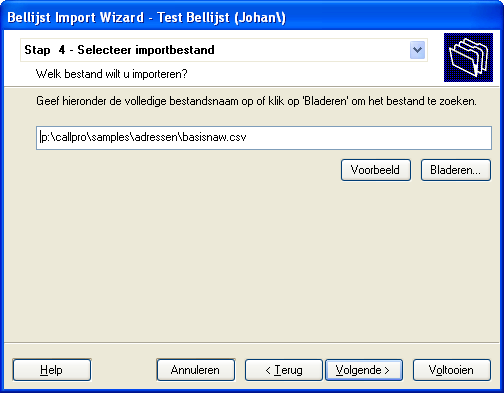 Bellijst Import Wizard - Test Bellijst (Johan\)
Stap 4 - Selecteer importbestand
Welk bestand wilt u importeren?
Geef hieronder de volledige bestandsnaam op of klik op 'Bladeren' om het bestand te zoeken.
p:\callpro\samples\adressen\basisnaw.csv
Voorbeeld Bladeren...
Help Annuleren < Terug Volgende > Voltooien